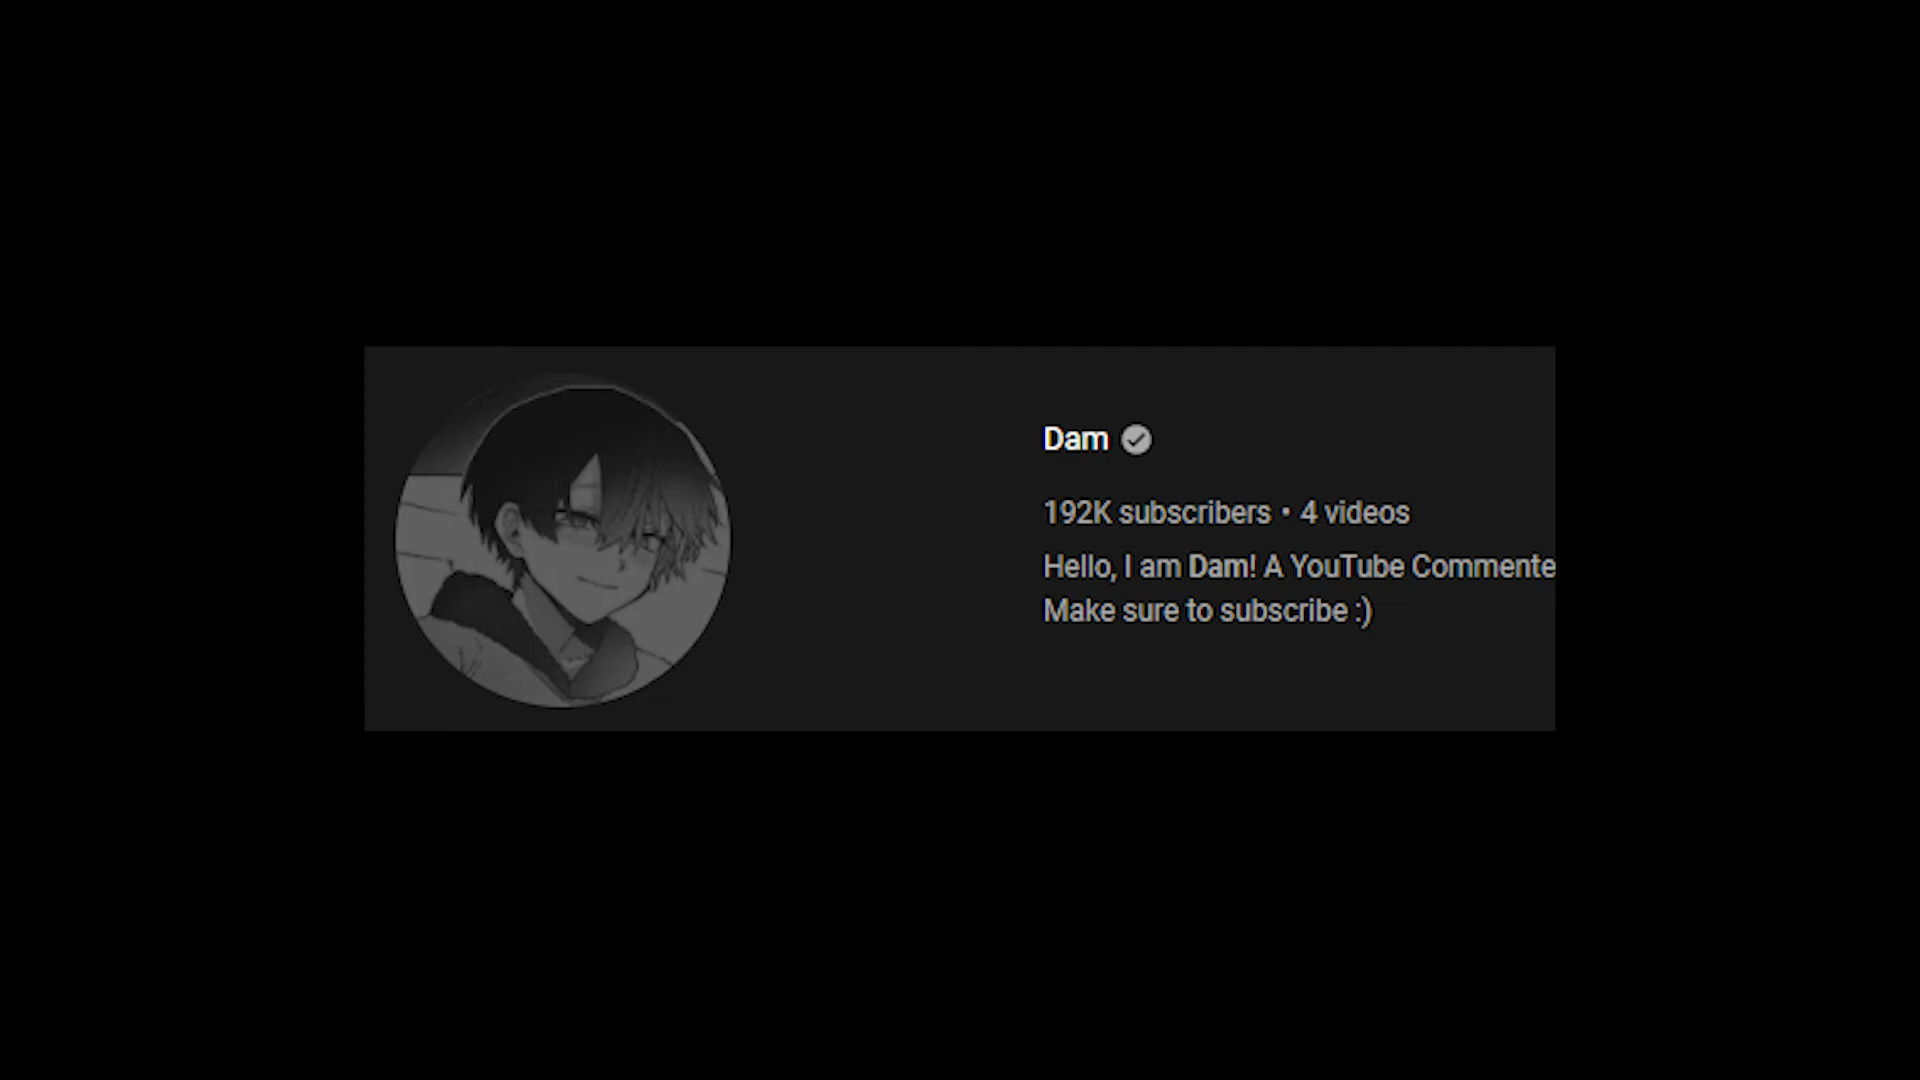 Dam
192K subscribers • 4 videos
Hello, I am Dam! A YouTube Commente
Make sure to subscribe :)